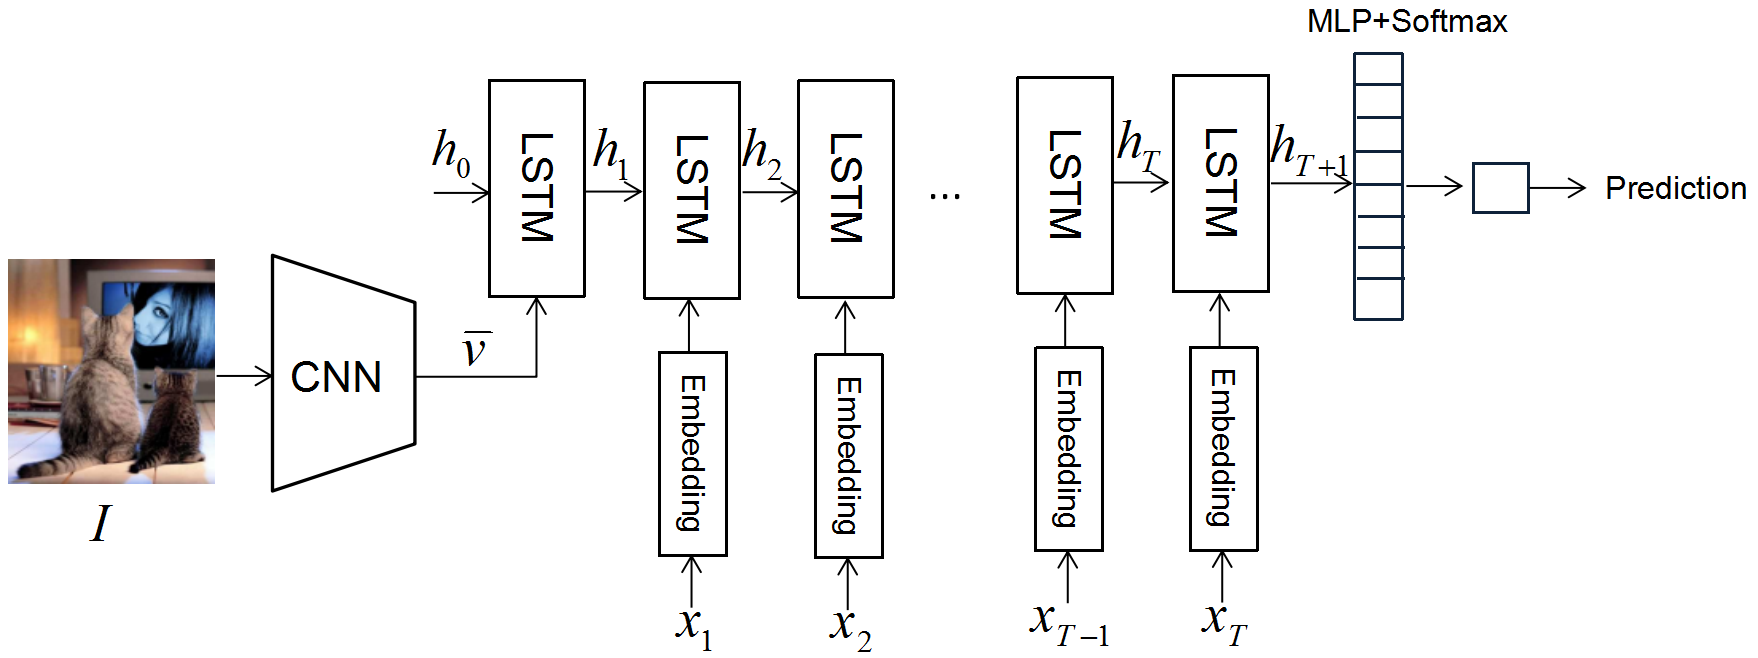 MLP+Softmax
h0
LSTM
h1
LSTM
h2
LSTM
...
LSTM
hT
LSTM
hT+1
Prediction
CNN
v̅
Embedding
Embedding
Embedding
Embedding
I
x1
x2
xT−1
xT